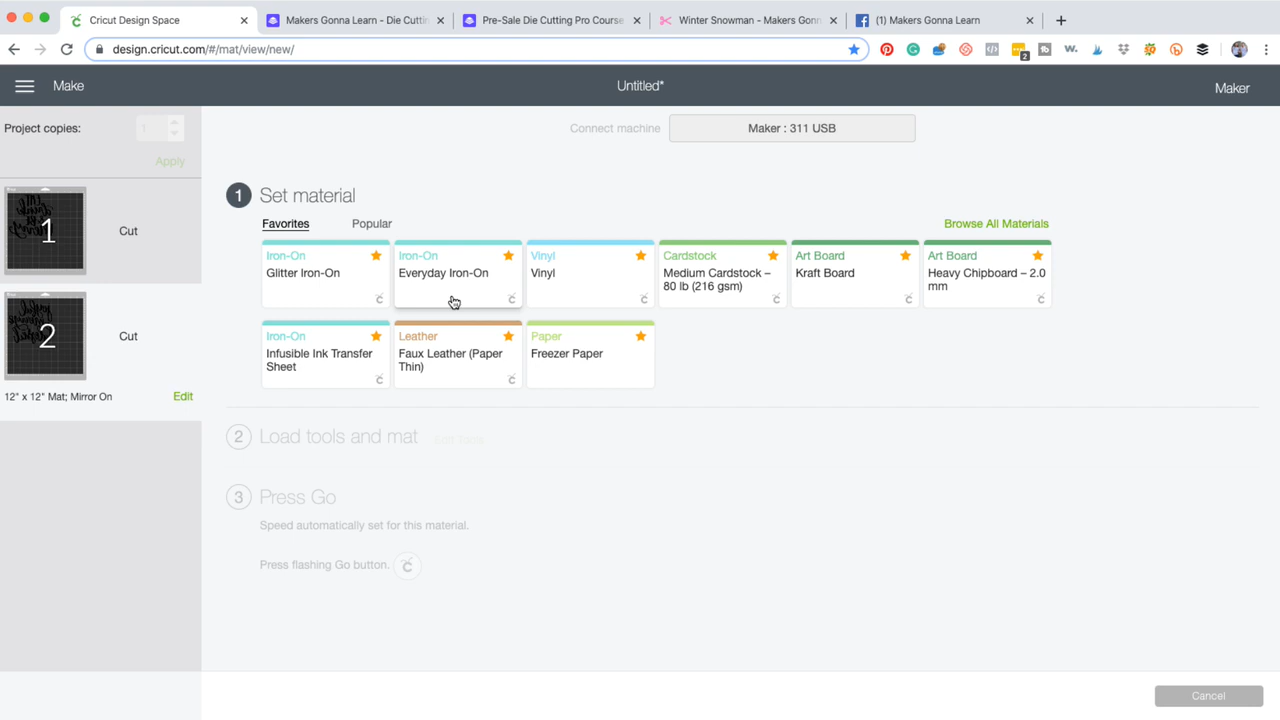 Cricut Design Space
Makers Gonna Learn - Die Cuttin
Pre-Sale Die Cutting Pro Course
Winter Snowman - Makers Gonn
(1) Makers Gonna Learn
design.cricut.com/#/mat/view/new/
2
Make
Untitled*
Maker
Project copies:
1
Apply
Connect machine
Maker : 311 USB
1
Cut
2
Cut
12" x 12" Mat; Mirror On
Edit
1 Set material
Favorites
Popular
Browse All Materials
Iron-On
Glitter Iron-On
Iron-On
Everyday Iron-On
Vinyl
Vinyl
Cardstock
Medium Cardstock –
80 lb (216 gsm)
Art Board
Kraft Board
Art Board
Heavy Chipboard – 2.0
mm
Iron-On
Infusible Ink Transfer
Sheet
Leather
Faux Leather (Paper
Thin)
Paper
Freezer Paper
2 Load tools and mat
Edit Tools
3 Press Go
Speed automatically set for this material.
Press flashing Go button.
Cancel